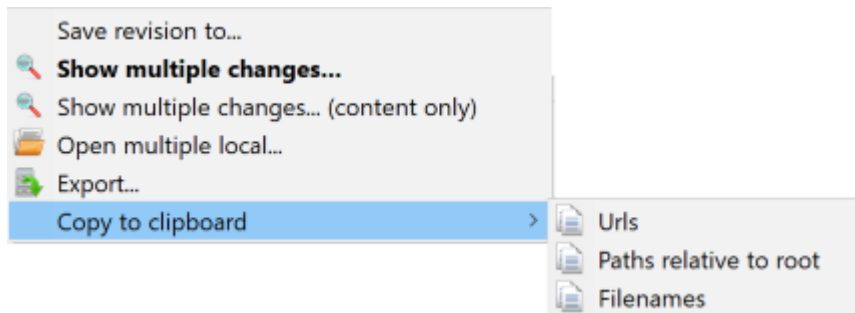 Save revision to...
Show multiple changes...
Show multiple changes... (content only)
Open multiple local...
Export...
Copy to clipboard
Urls
Paths relative to root
Filenames